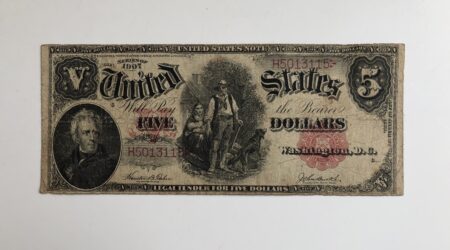 UNITED STATES NOTE
SERIES OF
1907
H5013115
V
United States
5
Will Pay the Bearer
FIVE DOLLARS
H5013115
Washington, D.C.
LEGAL TENDER FOR FIVE DOLLARS